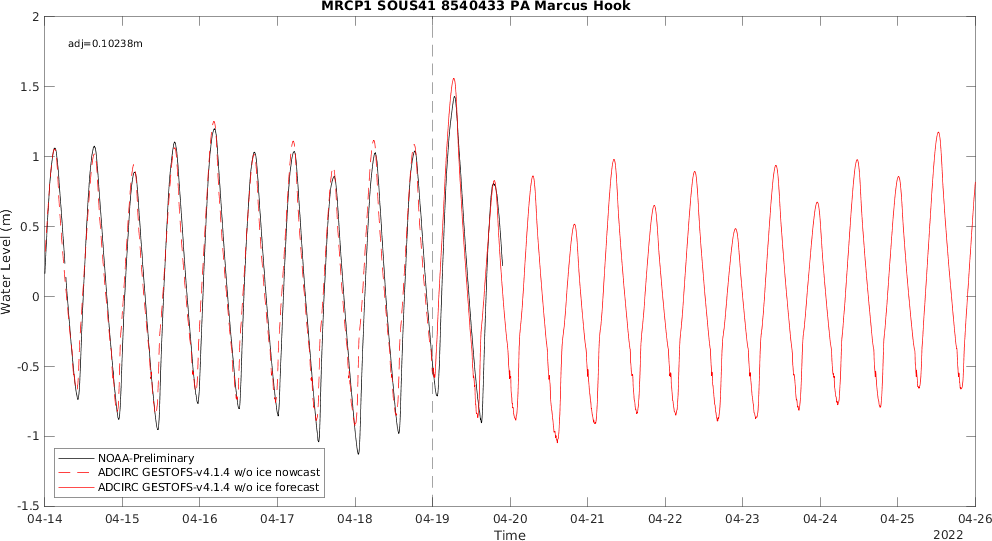 MRCP1 SOUS41 8540433 PA Marcus Hook
adj=0.10238m
2
1.5
1
0.5
0
-0.5
-1
-1.5
Water Level (m)
NOAA-Preliminary
ADCIRC GESTOFS-v4.1.4 w/o ice nowcast
ADCIRC GESTOFS-v4.1.4 w/o ice forecast
04-14 04-15 04-16 04-17 04-18 04-19 04-20 04-21 04-22 04-23 04-24 04-25 04-26
Time
2022